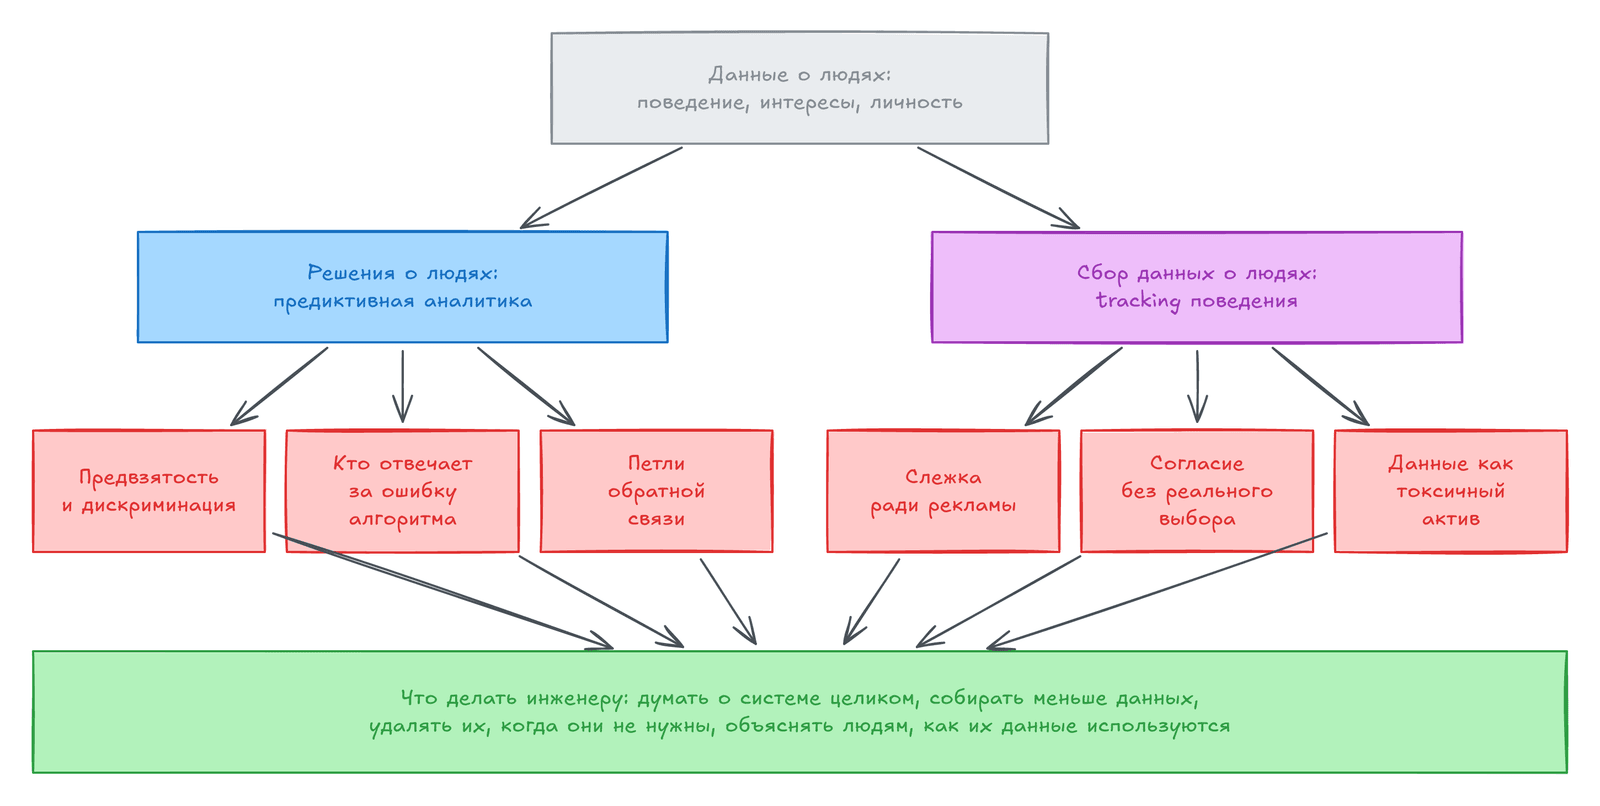 Данные о людях:
поведение, интересы, личность
Решения о людях:
предиктивная аналитика
Сбор данных о людях:
tracking поведения
Предвзятость
и дискриминация
Кто отвечает
за ошибку
алгоритма
Петли
обратной
связи
Слежка
ради рекламы
Согласие
без реального
выбора
Данные как
токсичный
актив
Что делать инженеру: думать о системе целиком, собирать меньше данных,
удалять их, когда они не нужны, объяснять людям, как их данные используются